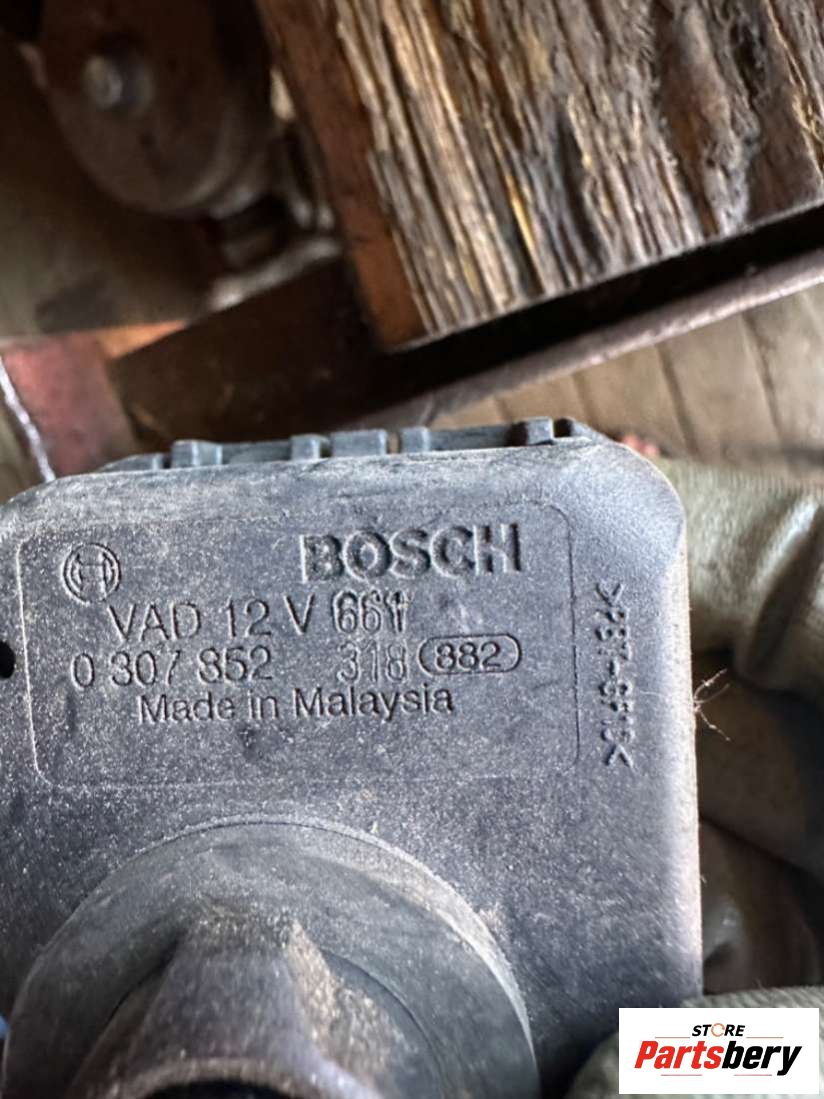 BOSCH
VAD 12 V 661
0 307 852 318 882
Made in Malaysia
STORE
Partsbery